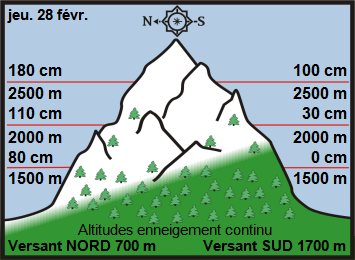 jeu. 28 févr.
N S
180 cm 100 cm
2500 m 2500 m
110 cm 30 cm
2000 m 2000 m
80 cm 0 cm
1500 m 1500 m
Altitudes enneigement continu
Versant NORD 700 m Versant SUD 1700 m